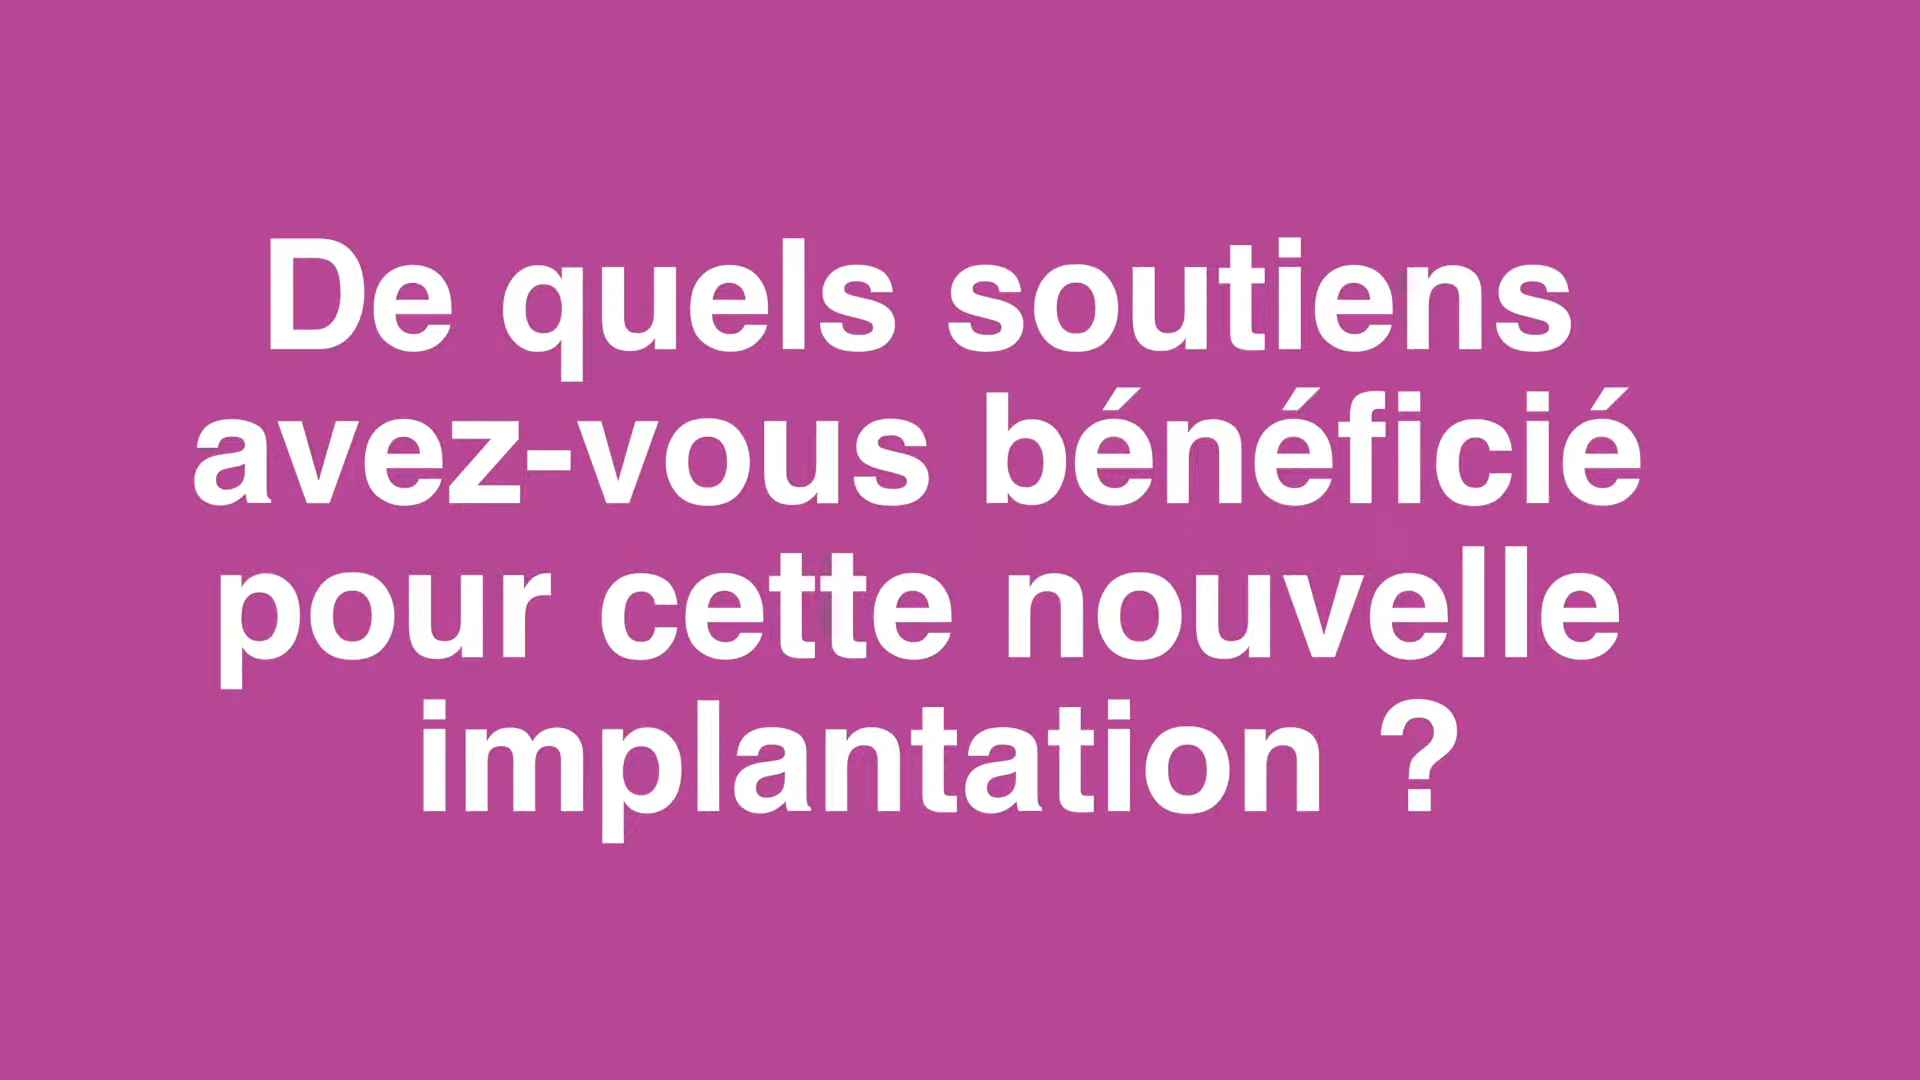 De quels soutiens
avez-vous bénéficié
pour cette nouvelle
implantation ?